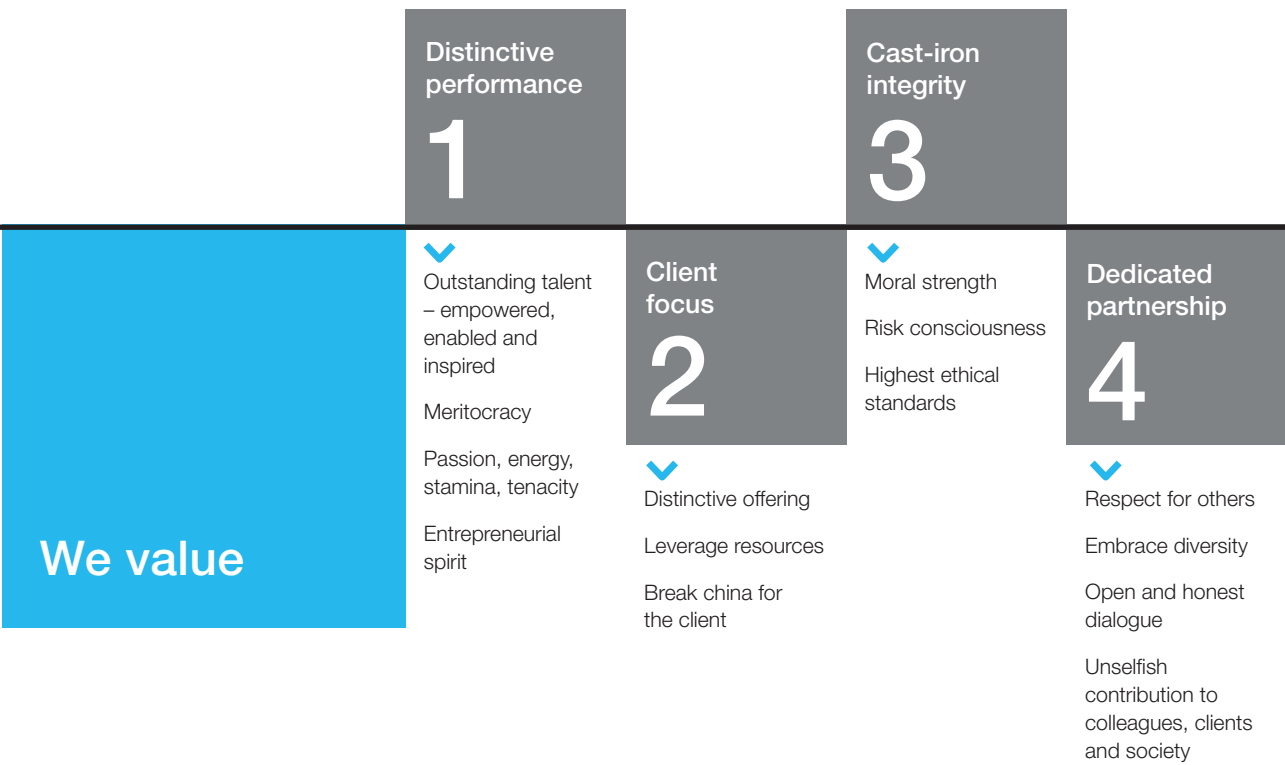 We value
Distinctive
performance
1
Outstanding talent
– empowered,
enabled and
inspired
Meritocracy
Passion, energy,
stamina, tenacity
Entrepreneurial
spirit
Client
focus
2
Distinctive offering
Leverage resources
Break china for
the client
Cast-iron
integrity
3
Moral strength
Risk consciousness
Highest ethical
standards
Dedicated
partnership
4
Respect for others
Embrace diversity
Open and honest
dialogue
Unselfish
contribution to
colleagues, clients
and society